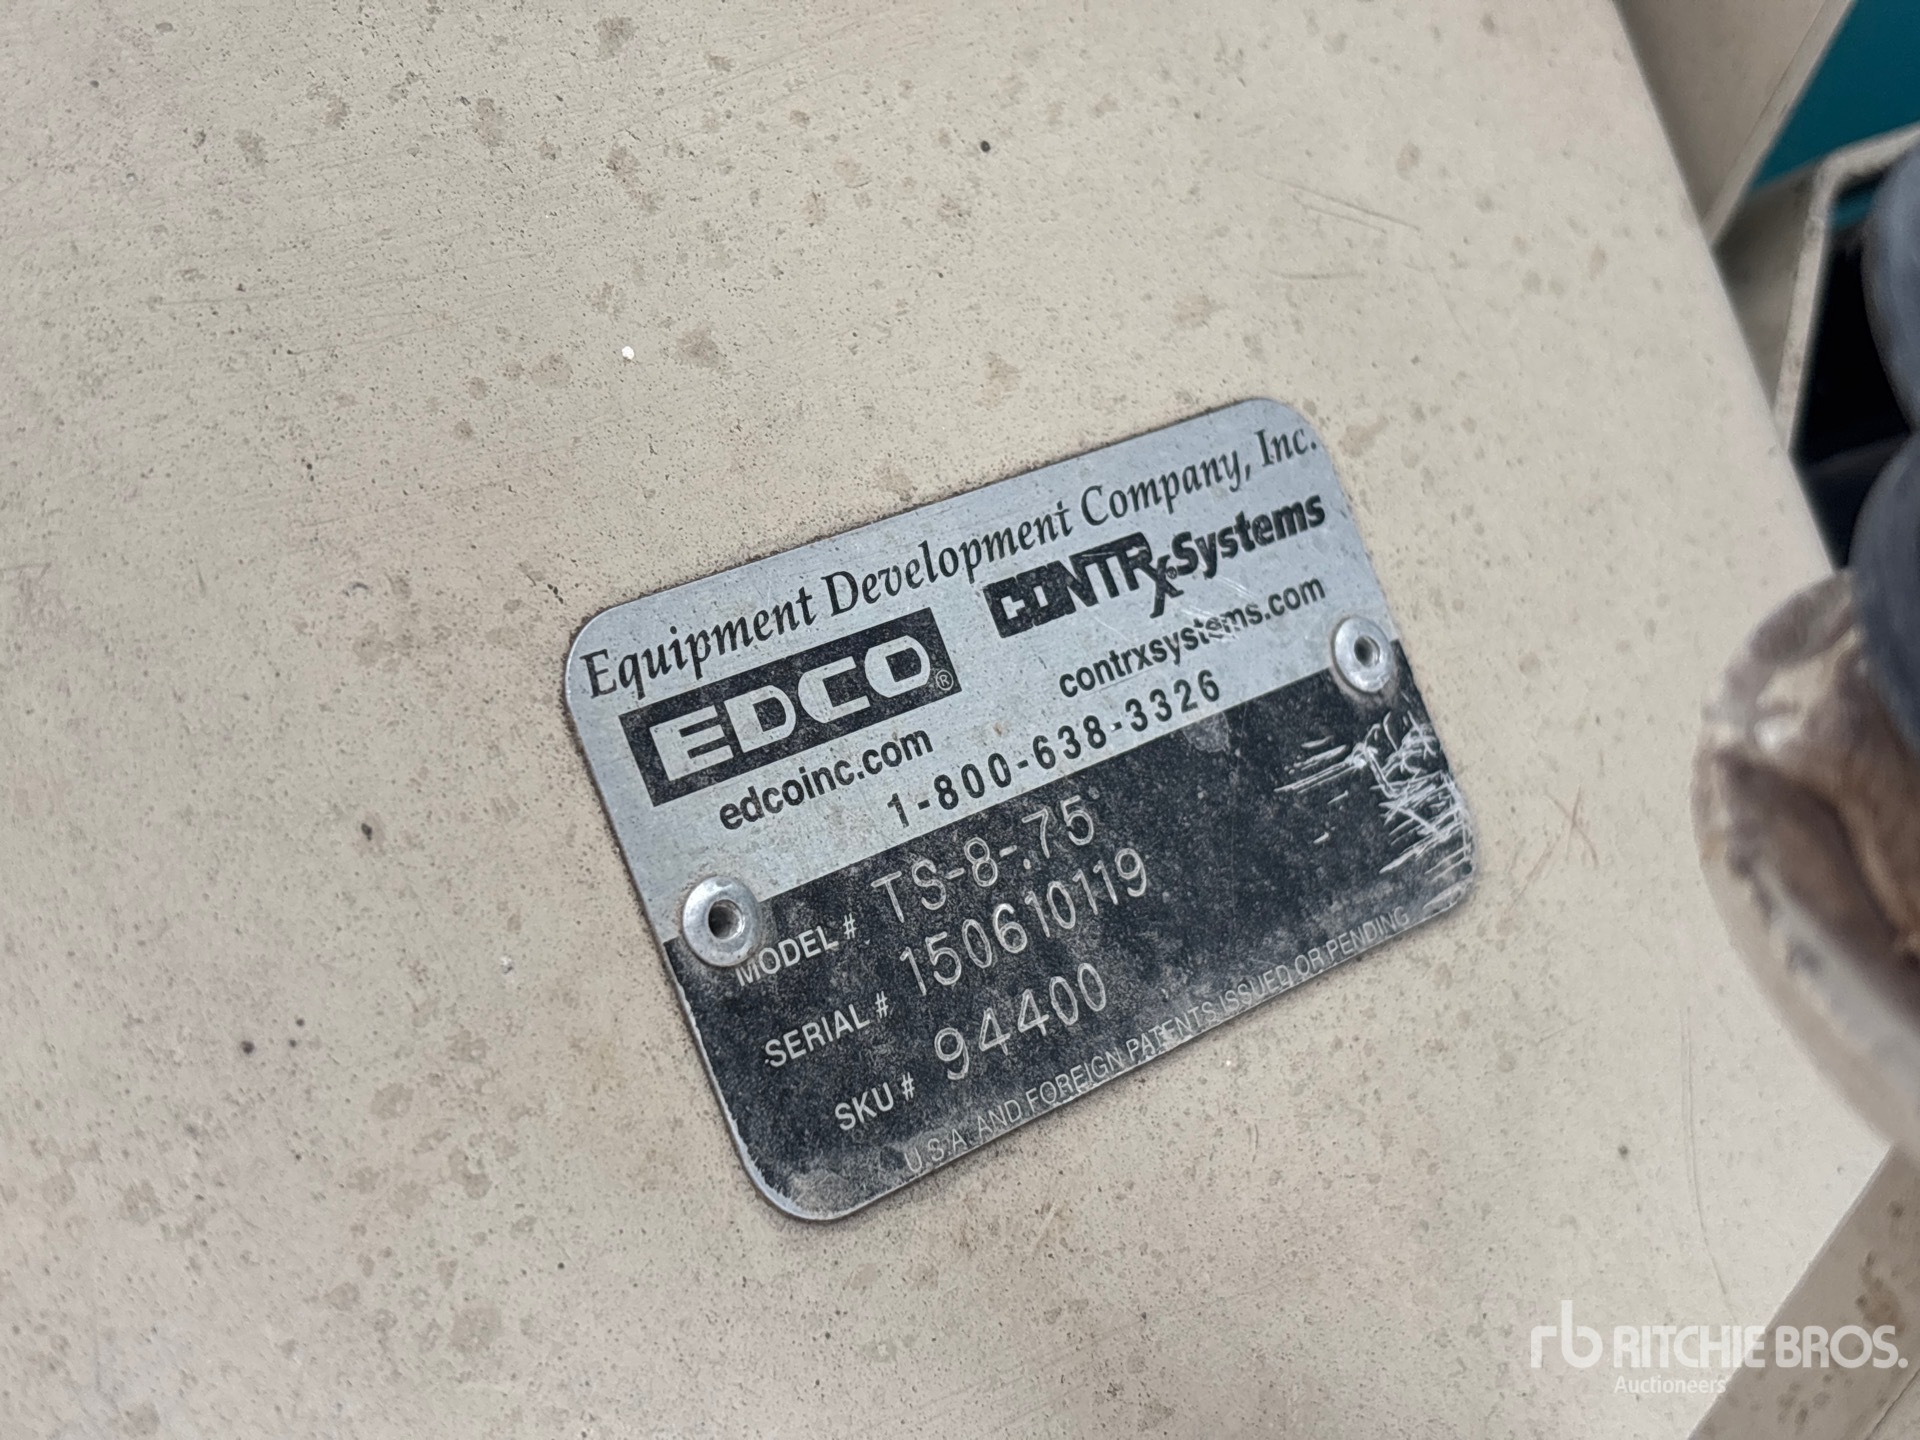 Equipment Development Company, Inc.
EDCO® CONTRx® Systems
edcoinc.com contrxsystems.com
1-800-638-3326
MODEL # TS-8-.75
SERIAL # 150610119
SKU # 94400
U.S.A. AND FOREIGN PATENTS ISSUED OR PENDING
rb RITCHIE BROS.
Auctioneers